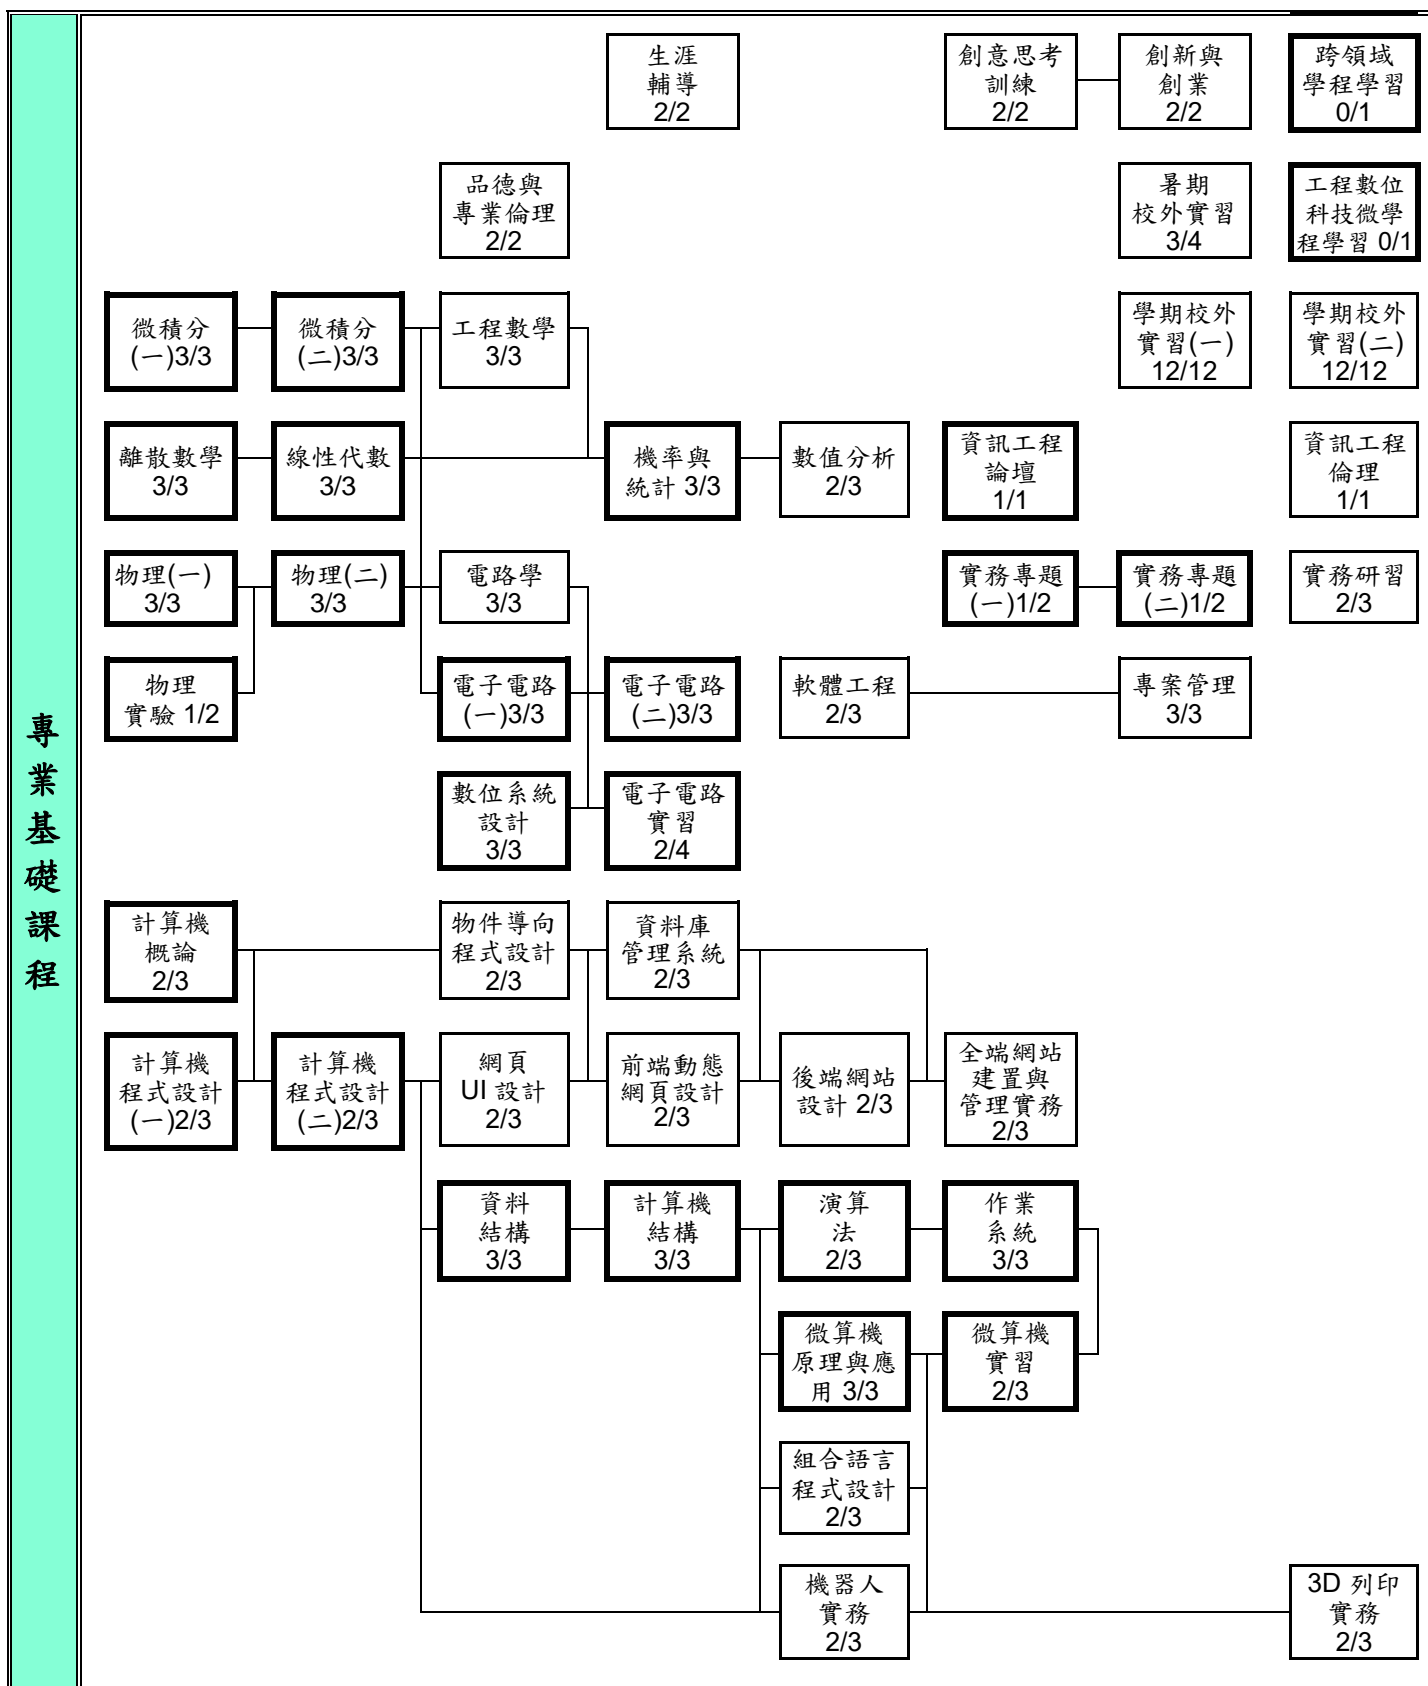 專業基礎課程
生涯
輔導
2/2
創意思考
訓練
2/2
創新與
創業
2/2
跨領域
學程學習
0/1
品德與
專業倫理
2/2
暑期
校外實習
3/4
工程數位
科技微學
程學習 0/1
微積分
(一)3/3
微積分
(二)3/3
工程數學
3/3
學期校外
實習(一)
12/12
學期校外
實習(二)
12/12
離散數學
3/3
線性代數
3/3
機率與
統計 3/3
數值分析
2/3
資訊工程
論壇
1/1
資訊工程
倫理
1/1
物理(一)
3/3
物理(二)
3/3
電路學
3/3
實務專題
(一)1/2
實務專題
(二)1/2
實務研習
2/3
物理
實驗 1/2
電子電路
(一)3/3
電子電路
(二)3/3
軟體工程
2/3
專案管理
3/3
數位系統
設計
3/3
電子電路
實習
2/4
計算機
概論
2/3
物件導向
程式設計
2/3
資料庫
管理系統
2/3
計算機
程式設計
(一)2/3
計算機
程式設計
(二)2/3
網頁
UI 設計
2/3
前端動態
網頁設計
2/3
後端網站
設計 2/3
全端網站
建置與
管理實務
2/3
資料
結構
3/3
計算機
結構
3/3
演算
法
2/3
作業
系統
3/3
微算機
原理與應
用 3/3
微算機
實習
2/3
組合語言
程式設計
2/3
機器人
實務
2/3
3D 列印
實務
2/3